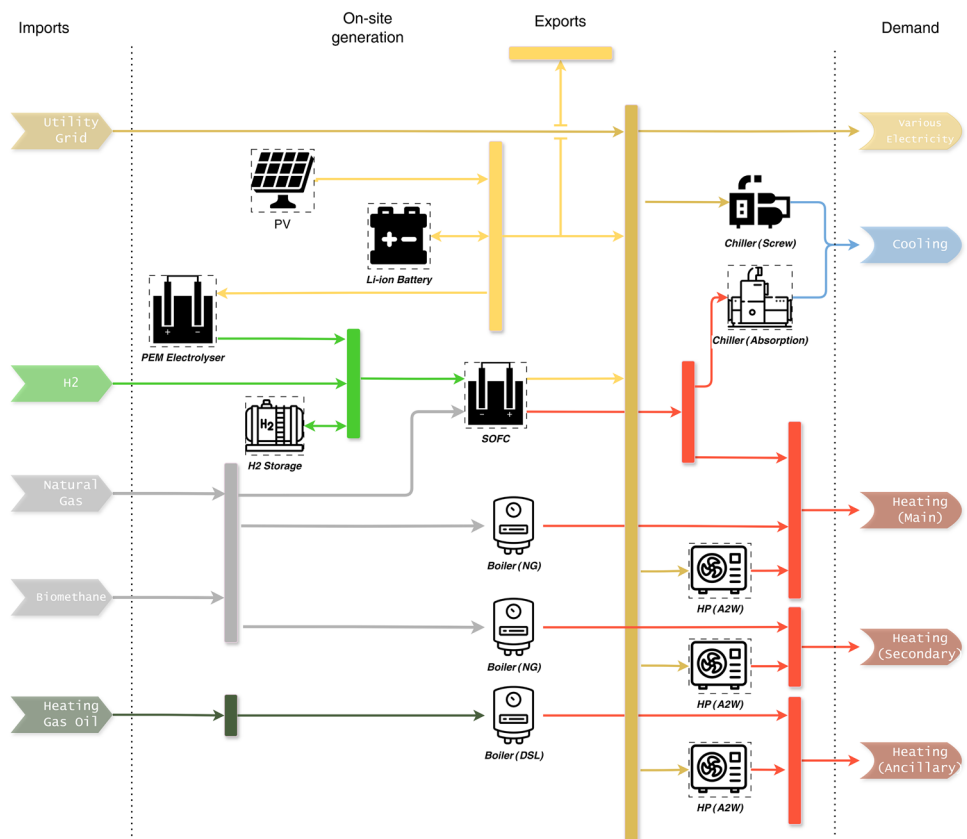 Imports
On-site
generation
Exports
Demand
Utility
Grid
Various
Electricity
PV
Chiller (Screw)
Cooling
Li-ion Battery
Chiller (Absorption)
PEM Electrolyser
H2
SOFC
H2
H2 Storage
Natural
Gas
Heating
(Main)
Boiler (NG)
Biomethane
HP (A2W)
Boiler (NG)
Heating
(Secondary)
HP (A2W)
Heating
Gas Oil
Boiler (DSL)
Heating
(Ancillary)
HP (A2W)